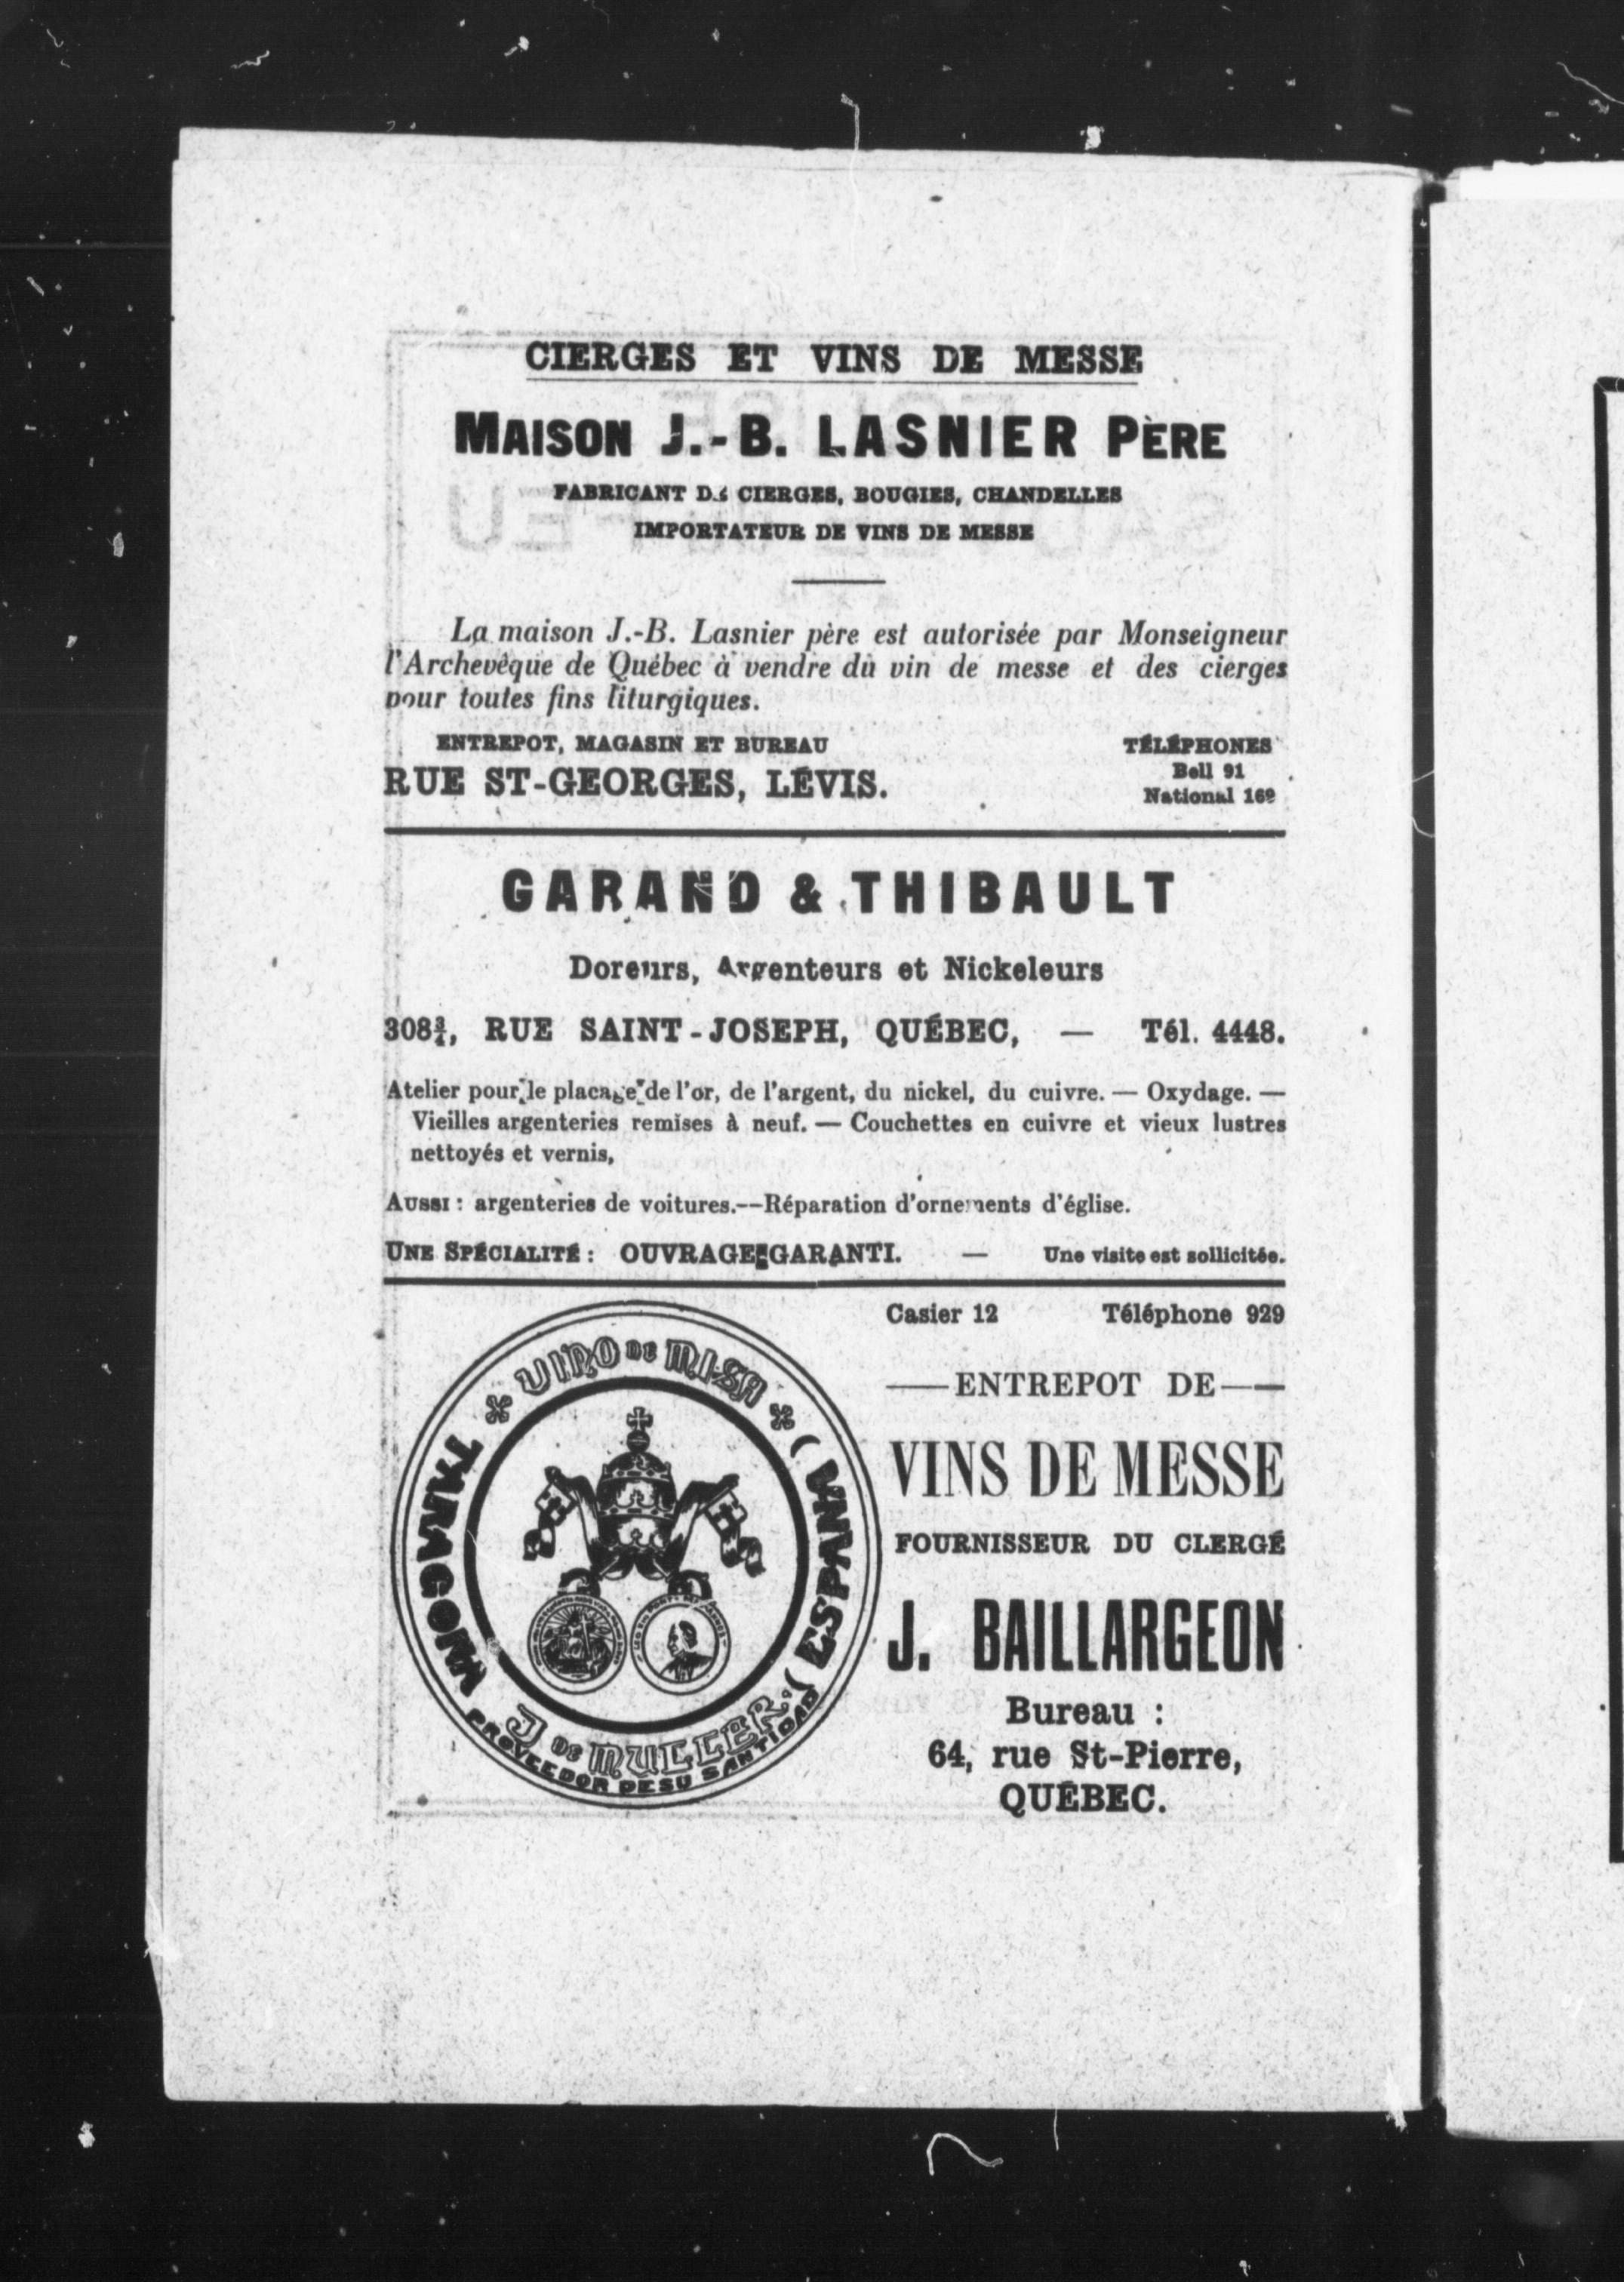 CIERGES ET VINS DE MESSE
MAISON J.-B. LASNIER PÈRE
FABRICANT DE CIERGES, BOUGIES, CHANDELLES
IMPORTATEUR DE VINS DE MESSE
La maison J.-B. Lasnier père est autorisée par Monseigneur
l'Archevêque de Québec à vendre du vin de messe et des cierges
pour toutes fins liturgiques.
ENTREPOT, MAGASIN ET BUREAU
RUE ST-GEORGES, LÉVIS.
TÉLÉPHONES
Bell 91
National 169
GARAND & THIBAULT
Doreurs, Argenteurs et Nickeleurs
308¾, RUE SAINT-JOSEPH, QUÉBEC, — Tél. 4448.
Atelier pour le placage de l'or, de l'argent, du nickel, du cuivre. — Oxydage. —
Vieilles argenteries remises à neuf. — Couchettes en cuivre et vieux lustres
nettoyés et vernis,
AUSSI : argenteries de voitures.--Réparation d'ornements d'église.
UNE SPÉCIALITÉ : OUVRAGE GARANTI. — Une visite est sollicitée.
VINO DE MISA
TARRAGONA
(ESPAÑA)
J DE MULLER
PROVEEDOR DE SU SANTIDAD
Casier 12 Téléphone 929
—ENTREPOT DE—
VINS DE MESSE
FOURNISSEUR DU CLERGÉ
J. BAILLARGEON
Bureau :
64, rue St-Pierre,
QUÉBEC.